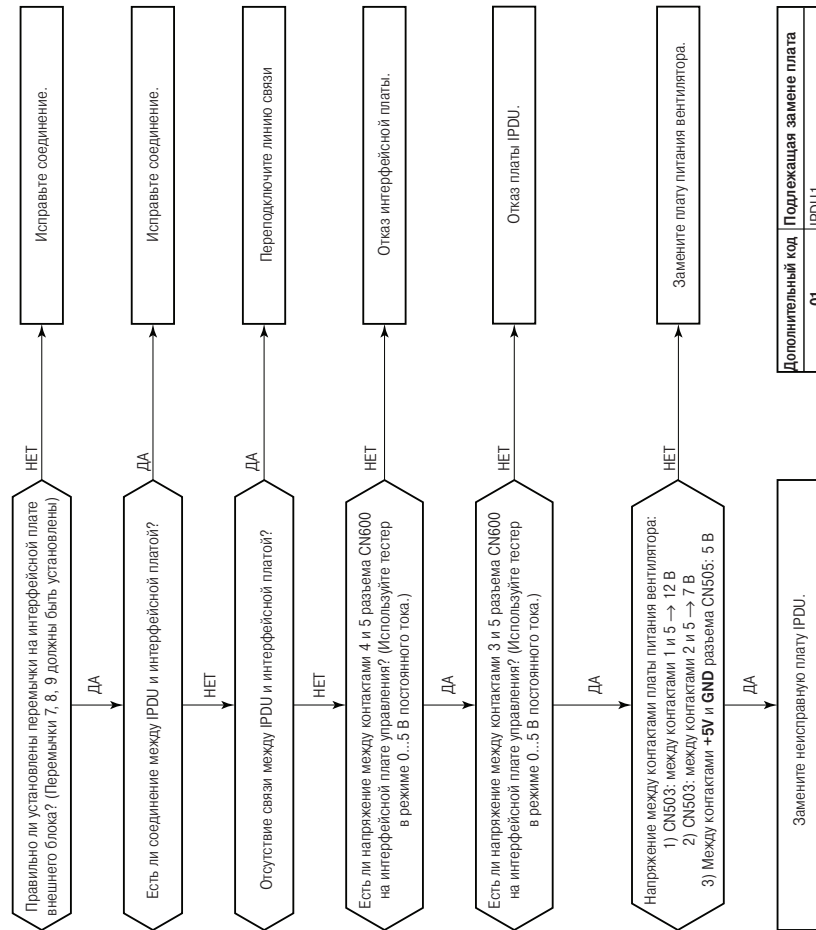 Правильно ли установлены перемычки на интерфейсной плате
внешнего блока? (Перемычки 7, 8, 9 должны быть установлены)
НЕТ
Исправьте соединение.
ДА
Есть ли соединение между IPDU и интерфейсной платой?
ДА
Исправьте соединение.
НЕТ
Отсутствие связи между IPDU и интерфейсной платой?
ДА
Переподключите линию связи
НЕТ
Есть ли напряжение между контактами 4 и 5 разъема CN600
на интерфейсной плате управления? (Используйте тестер
в режиме 0...5 В постоянного тока.)
НЕТ
Отказ интерфейсной платы.
ДА
Есть ли напряжение между контактами 3 и 5 разъема CN600
на интерфейсной плате управления? (Используйте тестер
в режиме 0...5 В постоянного тока.)
НЕТ
Отказ платы IPDU.
ДА
Напряжение между контактами платы питания вентилятора:
1) CN503: между контактами 1 и 5 → 12 В
2) CN503: между контактами 2 и 5 → 7 В
3) Между контактами +5V и GND разъема CN505: 5 В
НЕТ
Замените плату питания вентилятора.
ДА
Замените неисправную плату IPDU.
Дополнительный код Подлежащая замене плата
01 IPDU1